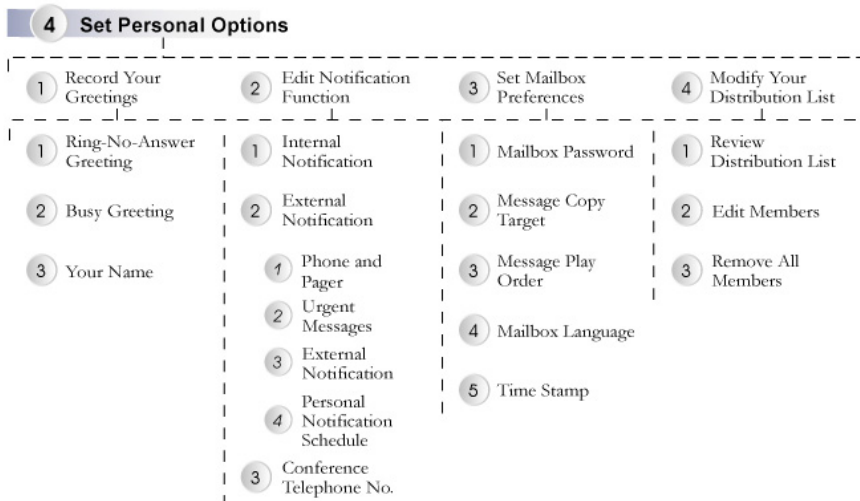 4 Set Personal Options
1 Record Your
Greetings
2 Edit Notification
Function
3 Set Mailbox
Preferences
4 Modify Your
Distribution List
1 Ring-No-Answer
Greeting
2 Busy Greeting
3 Your Name
1 Internal
Notification
2 External
Notification
1 Phone and
Pager
2 Urgent
Messages
3 External
Notification
4 Personal
Notification
Schedule
3 Conference
Telephone No.
1 Mailbox Password
2 Message Copy
Target
3 Message Play
Order
4 Mailbox Language
5 Time Stamp
1 Review
Distribution List
2 Edit Members
3 Remove All
Members